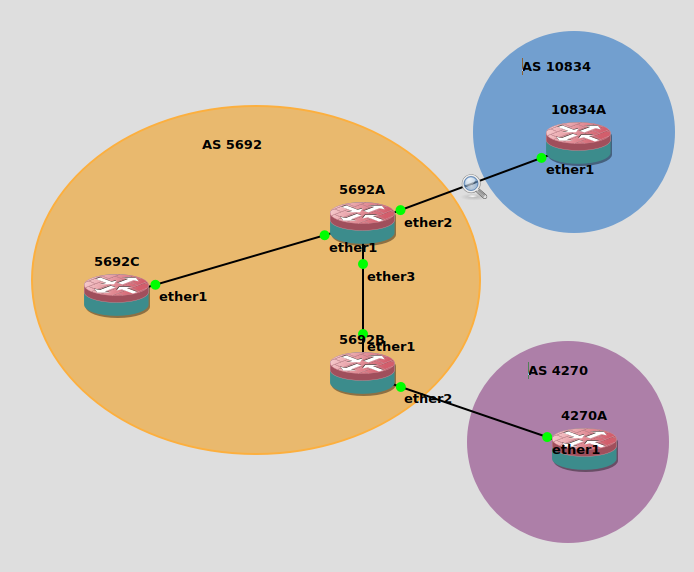 AS 10834
10834A
ether1
AS 5692
5692A
ether2
ether1
5692C
ether1
ether3
5692B
ether1
ether2
AS 4270
4270A
ether1